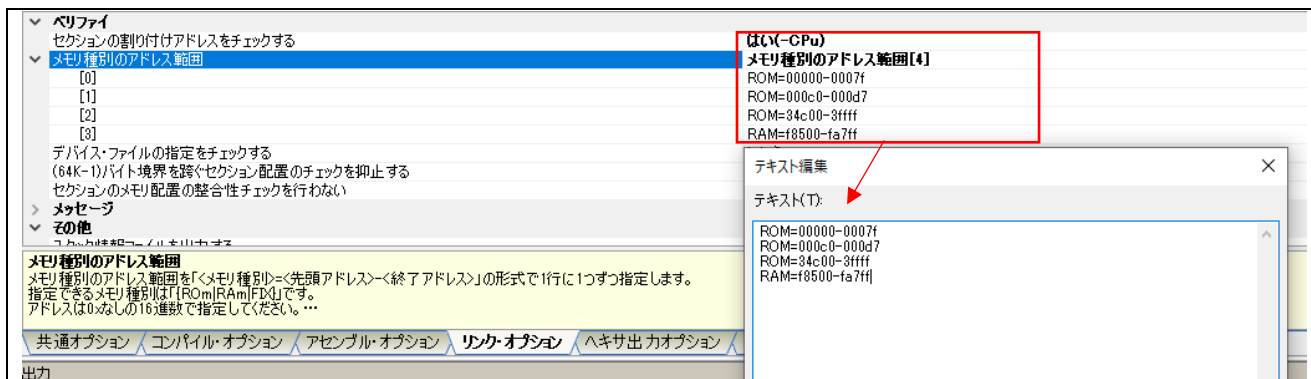 ベリファイ
セクションの割り付けアドレスをチェックする はい(-CPu)
メモリ種別のアドレス範囲 メモリ種別のアドレス範囲[4]
[0] ROM=00000-0007f
[1] ROM=000c0-000d7
[2] ROM=34c00-3ffff
[3] RAM=f8500-fa7ff
デバイス・ファイルの指定をチェックする
(64K-1)バイト境界を跨ぐセクション配置のチェックを抑止する
セクションのメモリ配置の整合性チェックを行わない
メッセージ
その他
テキスト編集
テキスト(T):
ROM=00000-0007f
ROM=000c0-000d7
ROM=34c00-3ffff
RAM=f8500-fa7ff
メモリ種別のアドレス範囲
メモリ種別のアドレス範囲を「<メモリ種別>=<先頭アドレス>-<終了アドレス>」の形式で1行に1つずつ指定します。
指定できるメモリ種別は「{ROm|RAm|FIX}」です。
アドレスは0xなしの16進数で指定してください。…
共通オプション コンパイル・オプション アセンブル・オプション リンク・オプション ヘキサ出力オプション
出力